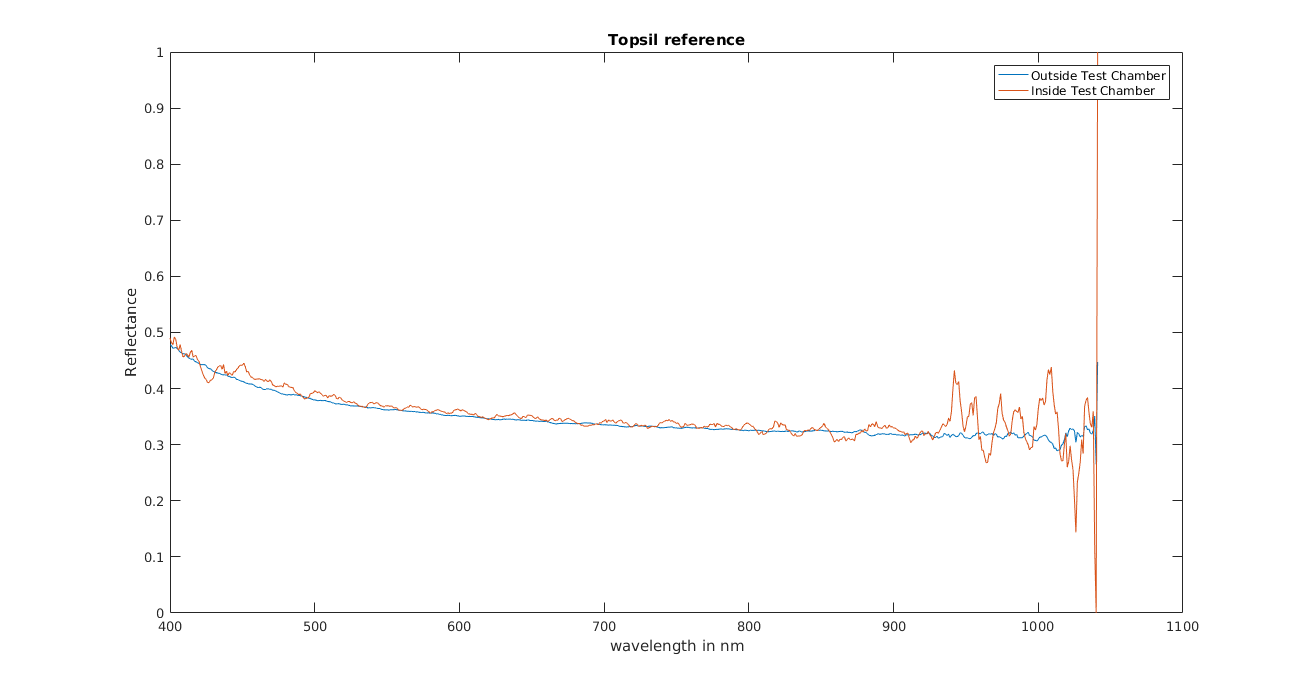 Topsil reference
Outside Test Chamber
Inside Test Chamber
Reflectance
1
0.9
0.8
0.7
0.6
0.5
0.4
0.3
0.2
0.1
0
400 500 600 700 800 900 1000 1100
wavelength in nm